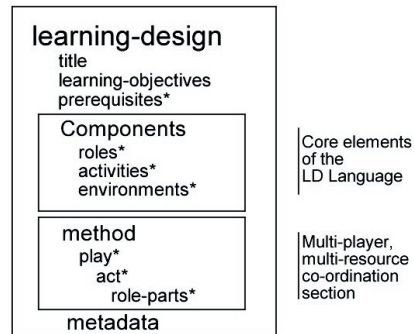 learning-design
title
learning-objectives
prerequisites*
Components
roles*
activities*
environments*
Core elements
of the
LD Language
method
play*
act*
role-parts*
Multi-player,
multi-resource
co-ordination
section
metadata